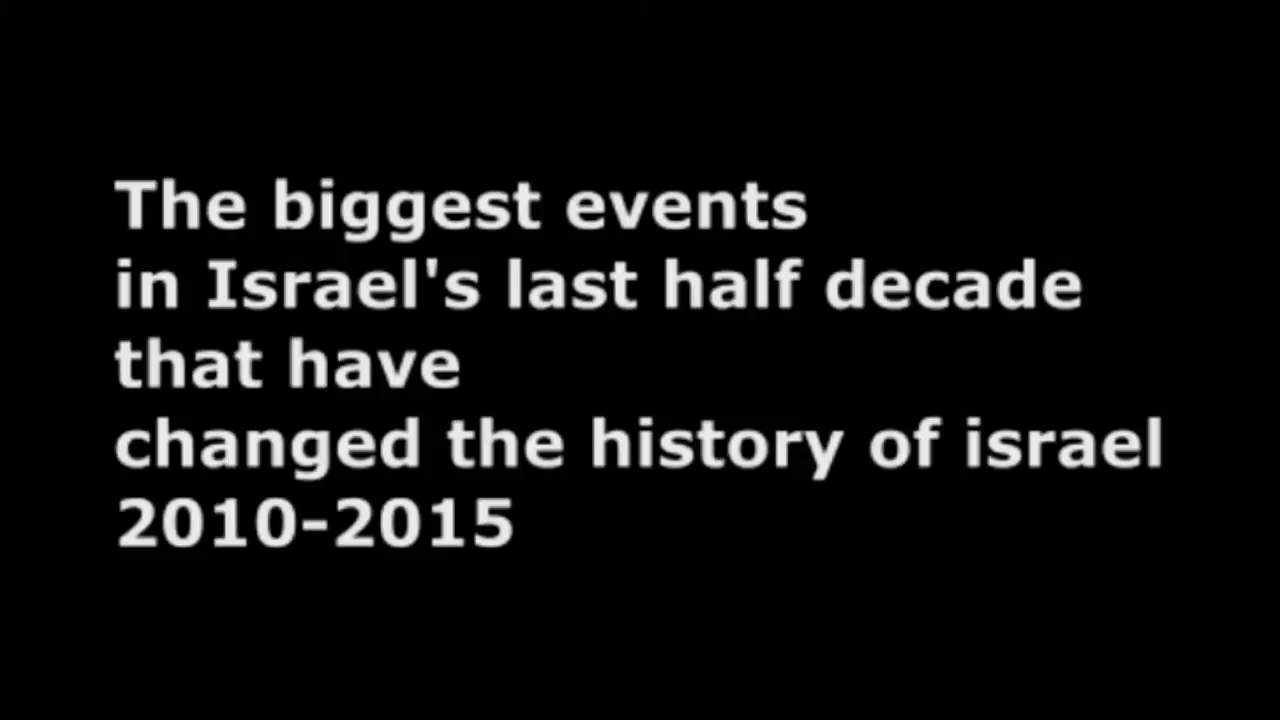 The biggest events
in Israel's last half decade
that have
changed the history of israel
2010-2015